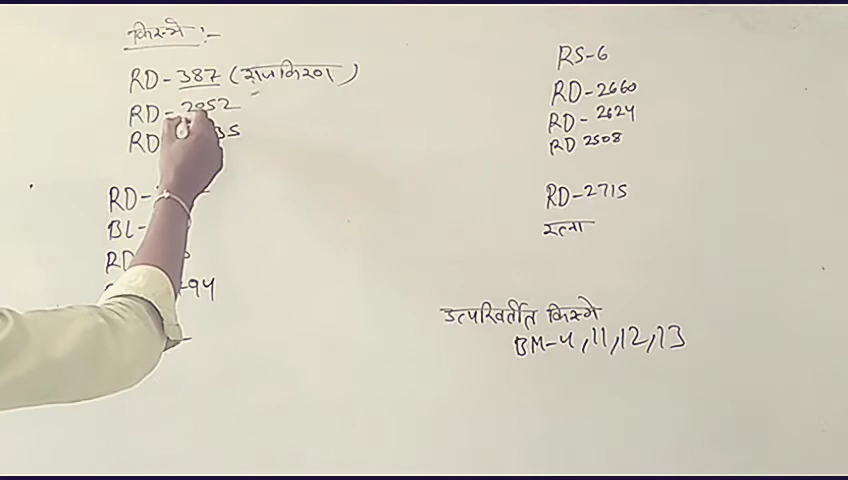 किस्मे :-
RD-387 (राजकिरण)
RD-2052
RD 35
RD-
BL-
RD
-94
RS-6
RD-2660
RD-2624
RD 2508
RD-2715
रत्ना
उत्परिवर्तीत किस्मे
BM-4,11,12,13